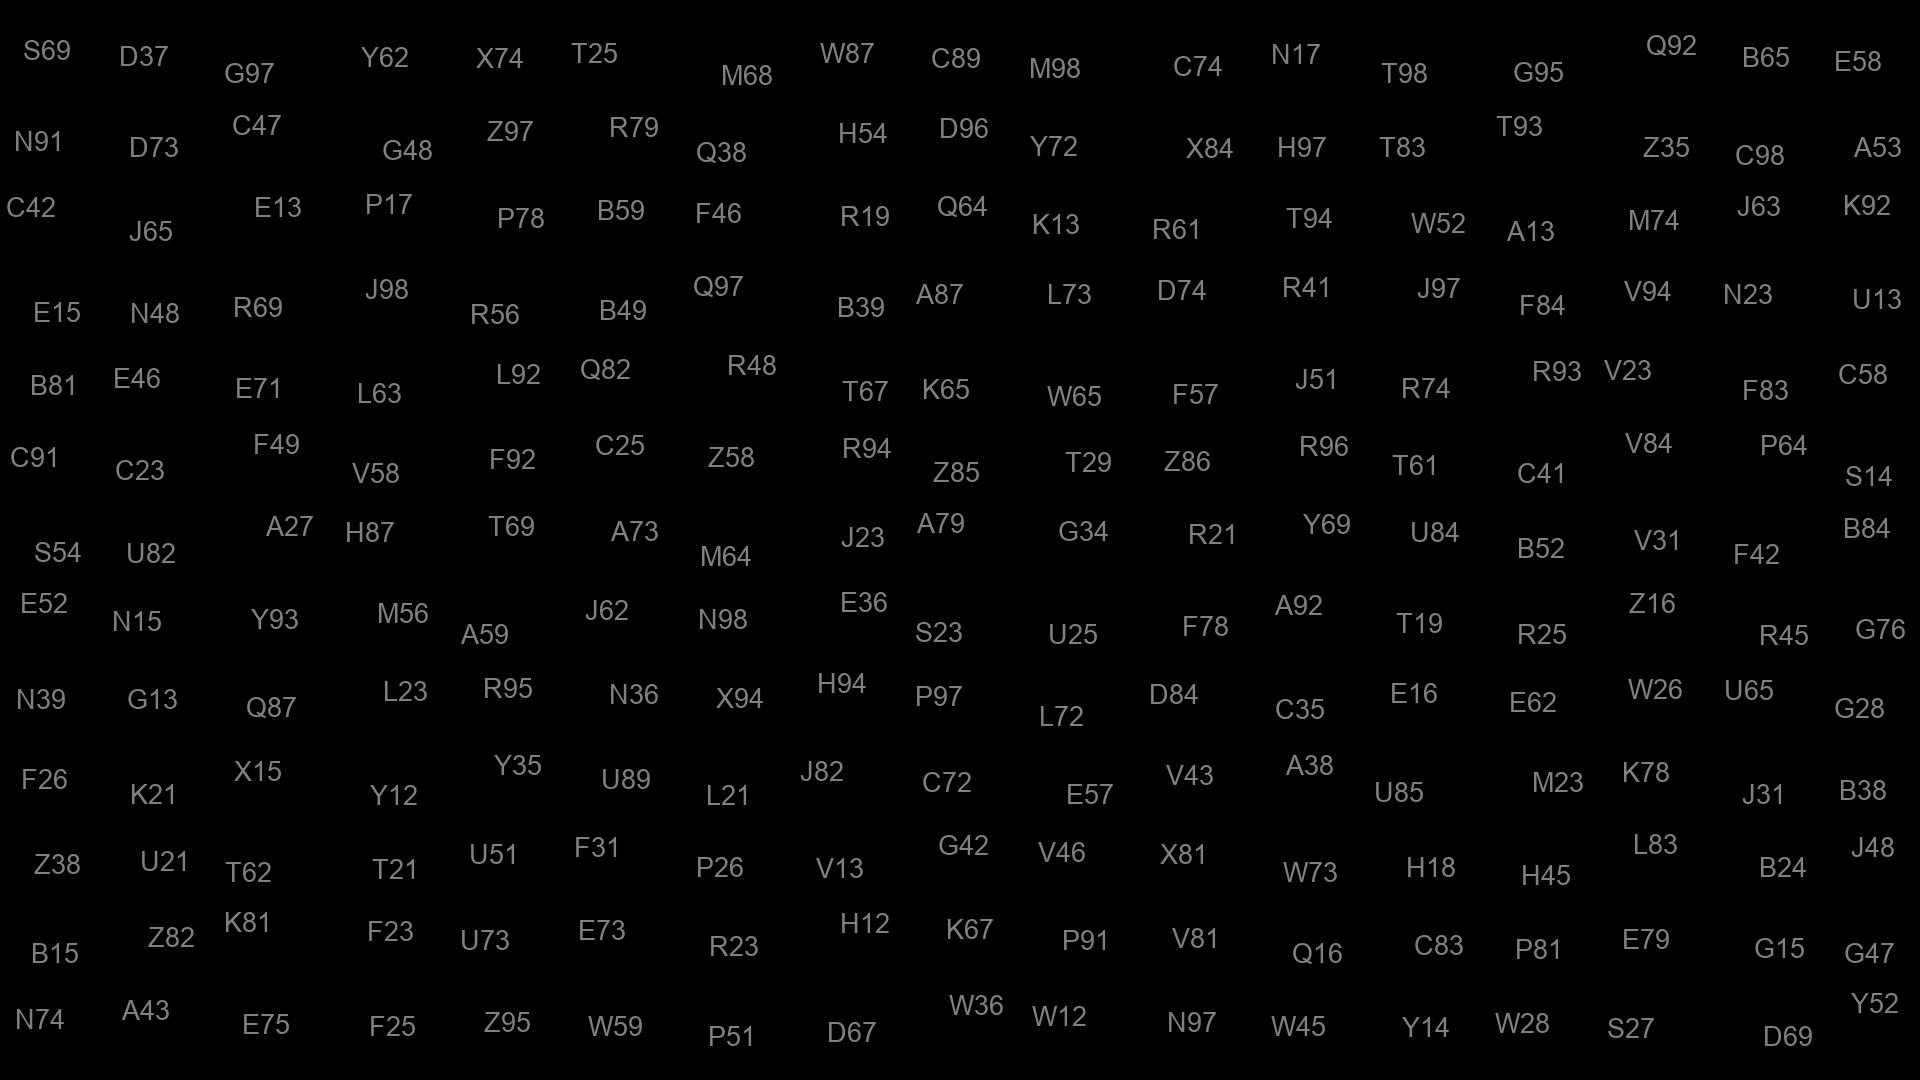 S69 D37 G97 Y62 X74 T25 M68 W87 C89 M98 C74 N17 T98 G95 Q92 B65 E58
N91 D73 C47 G48 Z97 R79 Q38 H54 D96 Y72 X84 H97 T83 T93 Z35 C98 A53
C42 J65 E13 P17 P78 B59 F46 R19 Q64 K13 R61 T94 W52 A13 M74 J63 K92
E15 N48 R69 J98 R56 B49 Q97 B39 A87 L73 D74 R41 J97 F84 V94 N23 U13
B81 E46 E71 L63 L92 Q82 R48 T67 K65 W65 F57 J51 R74 R93 V23 F83 C58
C91 C23 F49 V58 F92 C25 Z58 R94 Z85 T29 Z86 R96 T61 C41 V84 P64 S14
S54 U82 A27 H87 T69 A73 M64 J23 A79 G34 R21 Y69 U84 B52 V31 F42 B84
E52 N15 Y93 M56 A59 J62 N98 E36 S23 U25 F78 A92 T19 R25 Z16 R45 G76
N39 G13 Q87 L23 R95 N36 X94 H94 P97 L72 D84 C35 E16 E62 W26 U65 G28
F26 K21 X15 Y12 Y35 U89 L21 J82 C72 E57 V43 A38 U85 M23 K78 J31 B38
Z38 U21 T62 T21 U51 F31 P26 V13 G42 V46 X81 W73 H18 H45 L83 B24 J48
B15 Z82 K81 F23 U73 E73 R23 H12 K67 P91 V81 Q16 C83 P81 E79 G15 G47
N74 A43 E75 F25 Z95 W59 P51 D67 W36 W12 N97 W45 Y14 W28 S27 D69 Y52